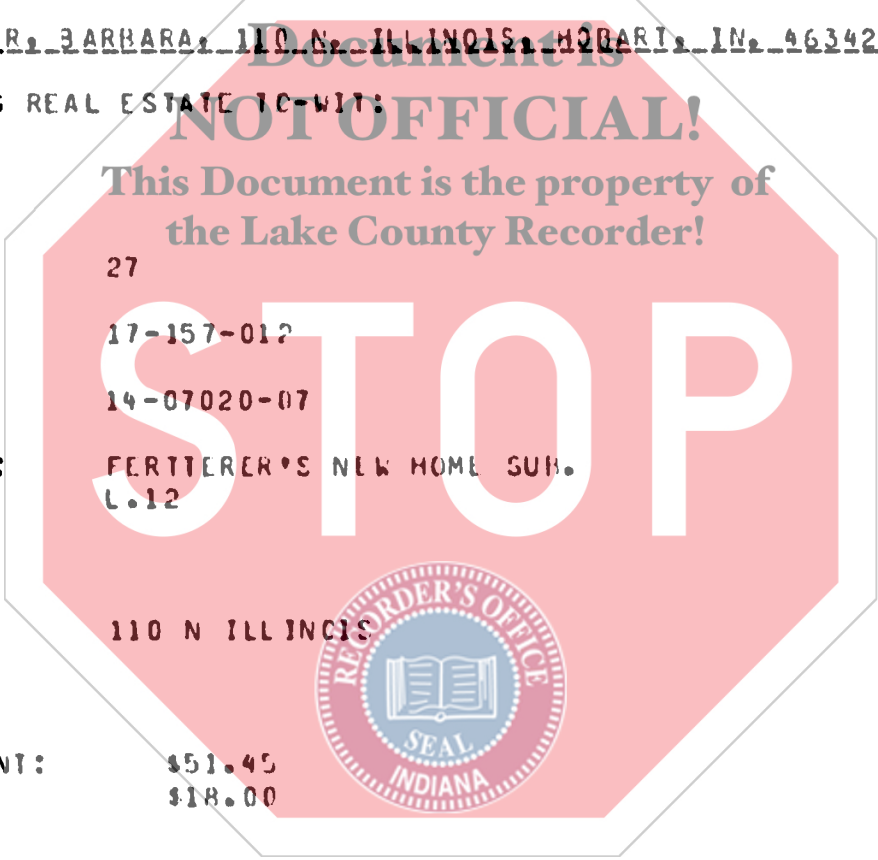 R, BARBARA, 110 N. ILLINOIS, HOBART, IN. 46342
Document is
REAL ESTATE TO-WIT:
NOT OFFICIAL!
This Document is the property of
the Lake County Recorder!
27
17-157-012
STOP
14-07020-07
FERTTERER'S NEW HOME SUB.
L.12
110 N ILLINOIS
RECORDER'S OFFICE
SEAL
INDIANA
NT: $51.45
$18.00